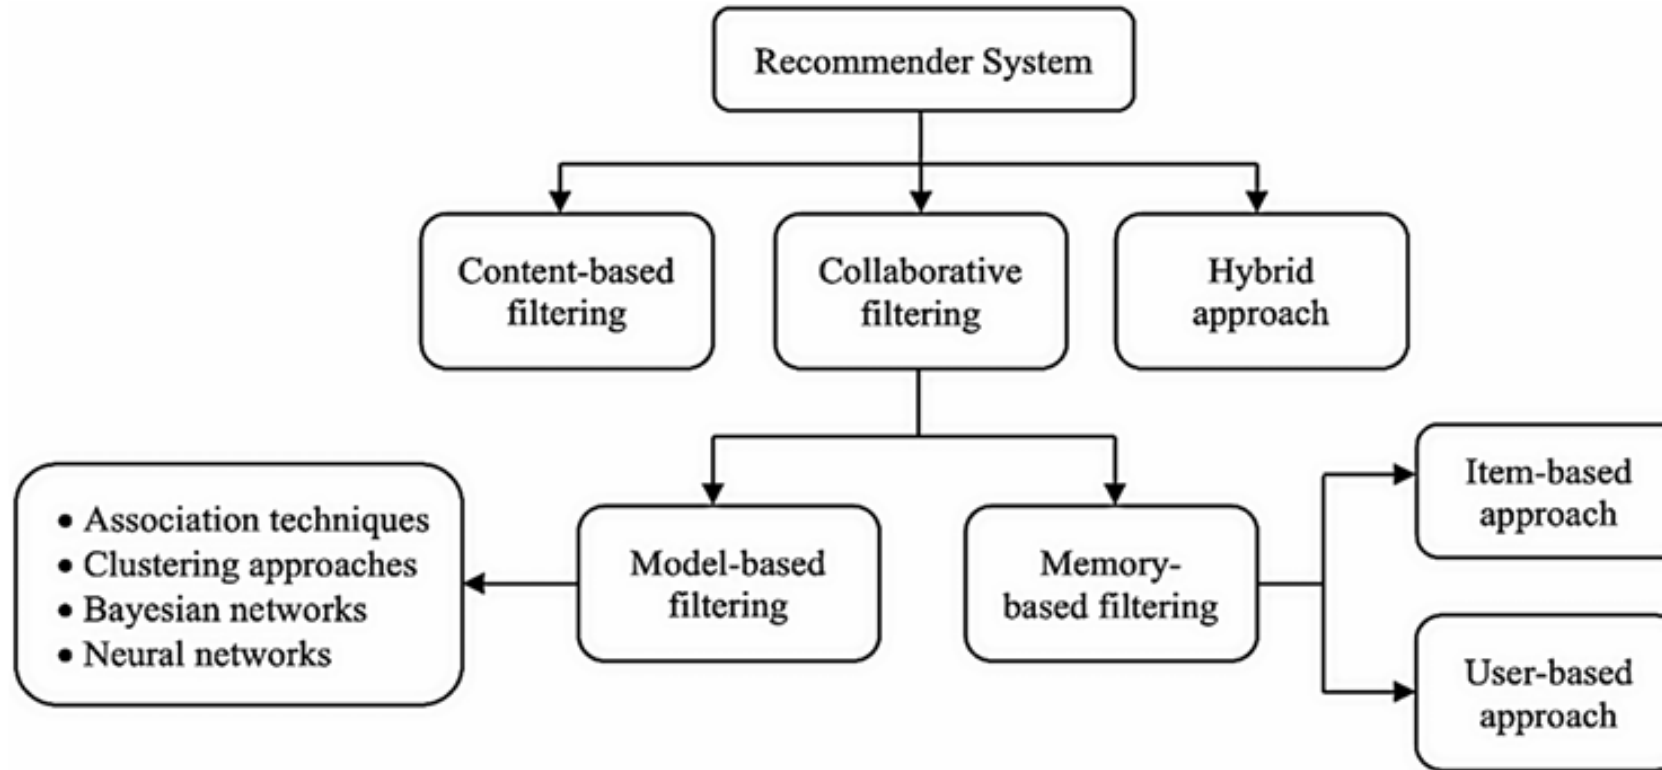 Recommender System
Content-based
filtering
Collaborative
filtering
Hybrid
approach
• Association techniques
• Clustering approaches
• Bayesian networks
• Neural networks
Model-based
filtering
Memory-
based filtering
Item-based
approach
User-based
approach